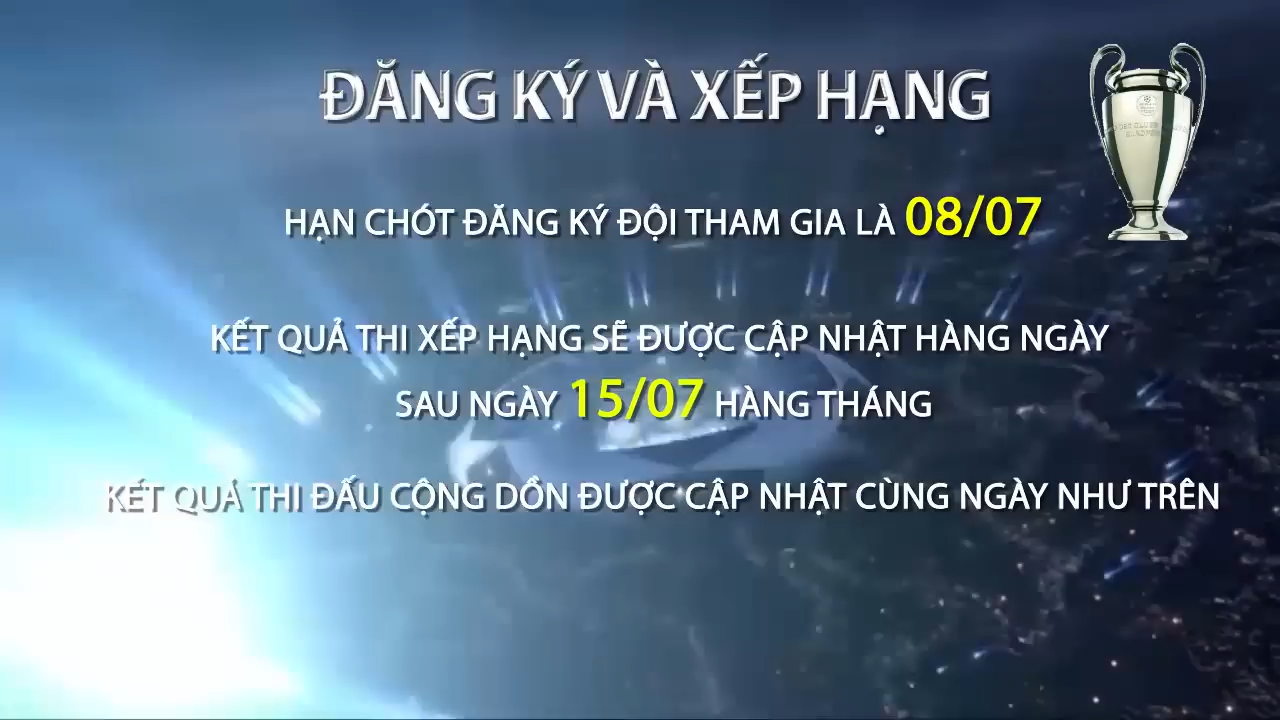 ĐĂNG KÝ VÀ XẾP HẠNG
HẠN CHÓT ĐĂNG KÝ ĐỘI THAM GIA LÀ 08/07
KẾT QUẢ THI XẾP HẠNG SẼ ĐƯỢC CẬP NHẬT HÀNG NGÀY
SAU NGÀY 15/07 HÀNG THÁNG
KẾT QUẢ THI ĐẤU CỘNG DỒN ĐƯỢC CẬP NHẬT CÙNG NGÀY NHƯ TRÊN